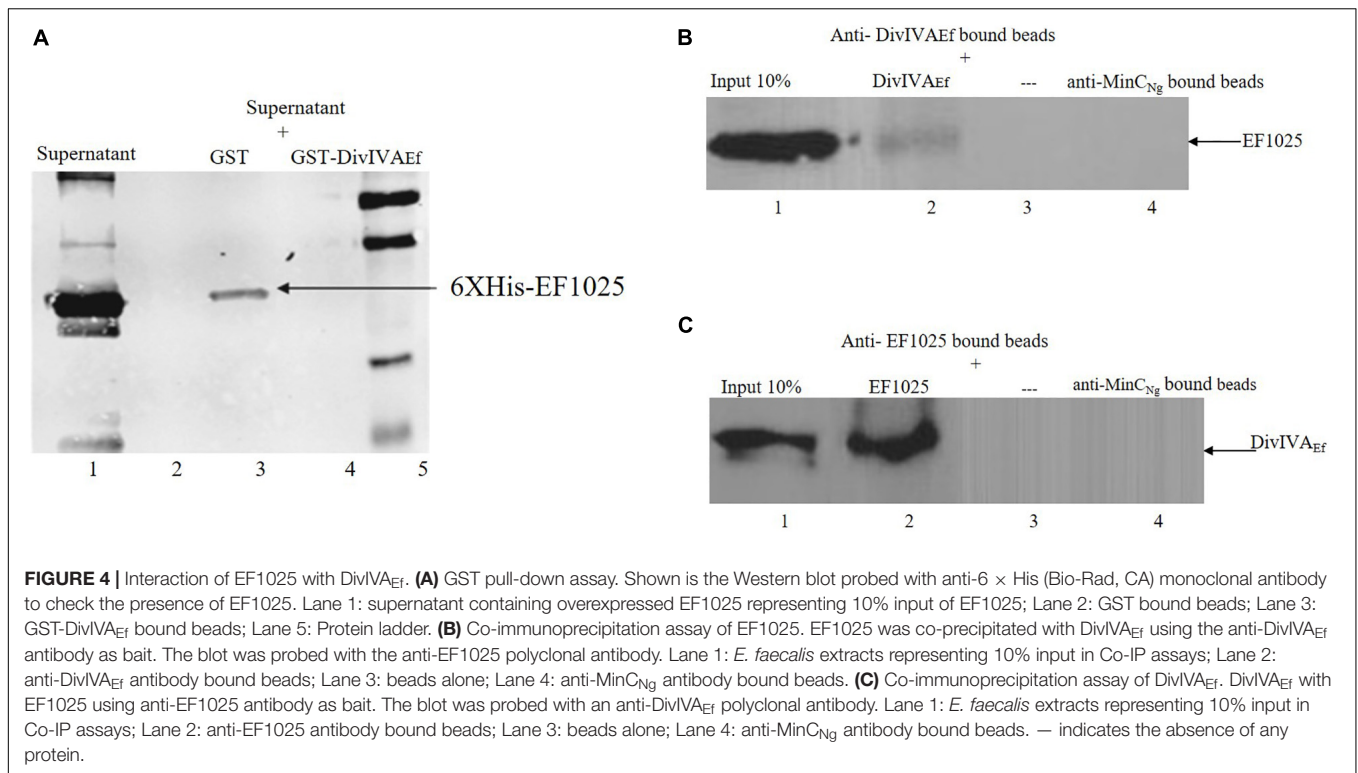 A
Supernatant
+
Supernatant GST GST-DivIVAEf
6XHis-EF1025
1 2 3 4 5
B
Anti- DivIVAEf bound beads
+
Input 10% DivIVAEf --- anti-MinCNg bound beads
EF1025
1 2 3 4
C
Anti- EF1025 bound beads
+
Input 10% EF1025 --- anti-MinCNg bound beads
DivIVAEf
1 2 3 4
FIGURE 4 | Interaction of EF1025 with DivIVAEf. (A) GST pull-down assay. Shown is the Western blot probed with anti-6 × His (Bio-Rad, CA) monoclonal antibody
to check the presence of EF1025. Lane 1: supernatant containing overexpressed EF1025 representing 10% input of EF1025; Lane 2: GST bound beads; Lane 3:
GST-DivIVAEf bound beads; Lane 5: Protein ladder. (B) Co-immunoprecipitation assay of EF1025. EF1025 was co-precipitated with DivIVAEf using the anti-DivIVAEf
antibody as bait. The blot was probed with the anti-EF1025 polyclonal antibody. Lane 1: E. faecalis extracts representing 10% input in Co-IP assays; Lane 2:
anti-DivIVAEf antibody bound beads; Lane 3: beads alone; Lane 4: anti-MinCNg antibody bound beads. (C) Co-immunoprecipitation assay of DivIVAEf. DivIVAEf with
EF1025 using anti-EF1025 antibody as bait. The blot was probed with an anti-DivIVAEf polyclonal antibody. Lane 1: E. faecalis extracts representing 10% input in
Co-IP assays; Lane 2: anti-EF1025 antibody bound beads; Lane 3: beads alone; Lane 4: anti-MinCNg antibody bound beads. — indicates the absence of any
protein.